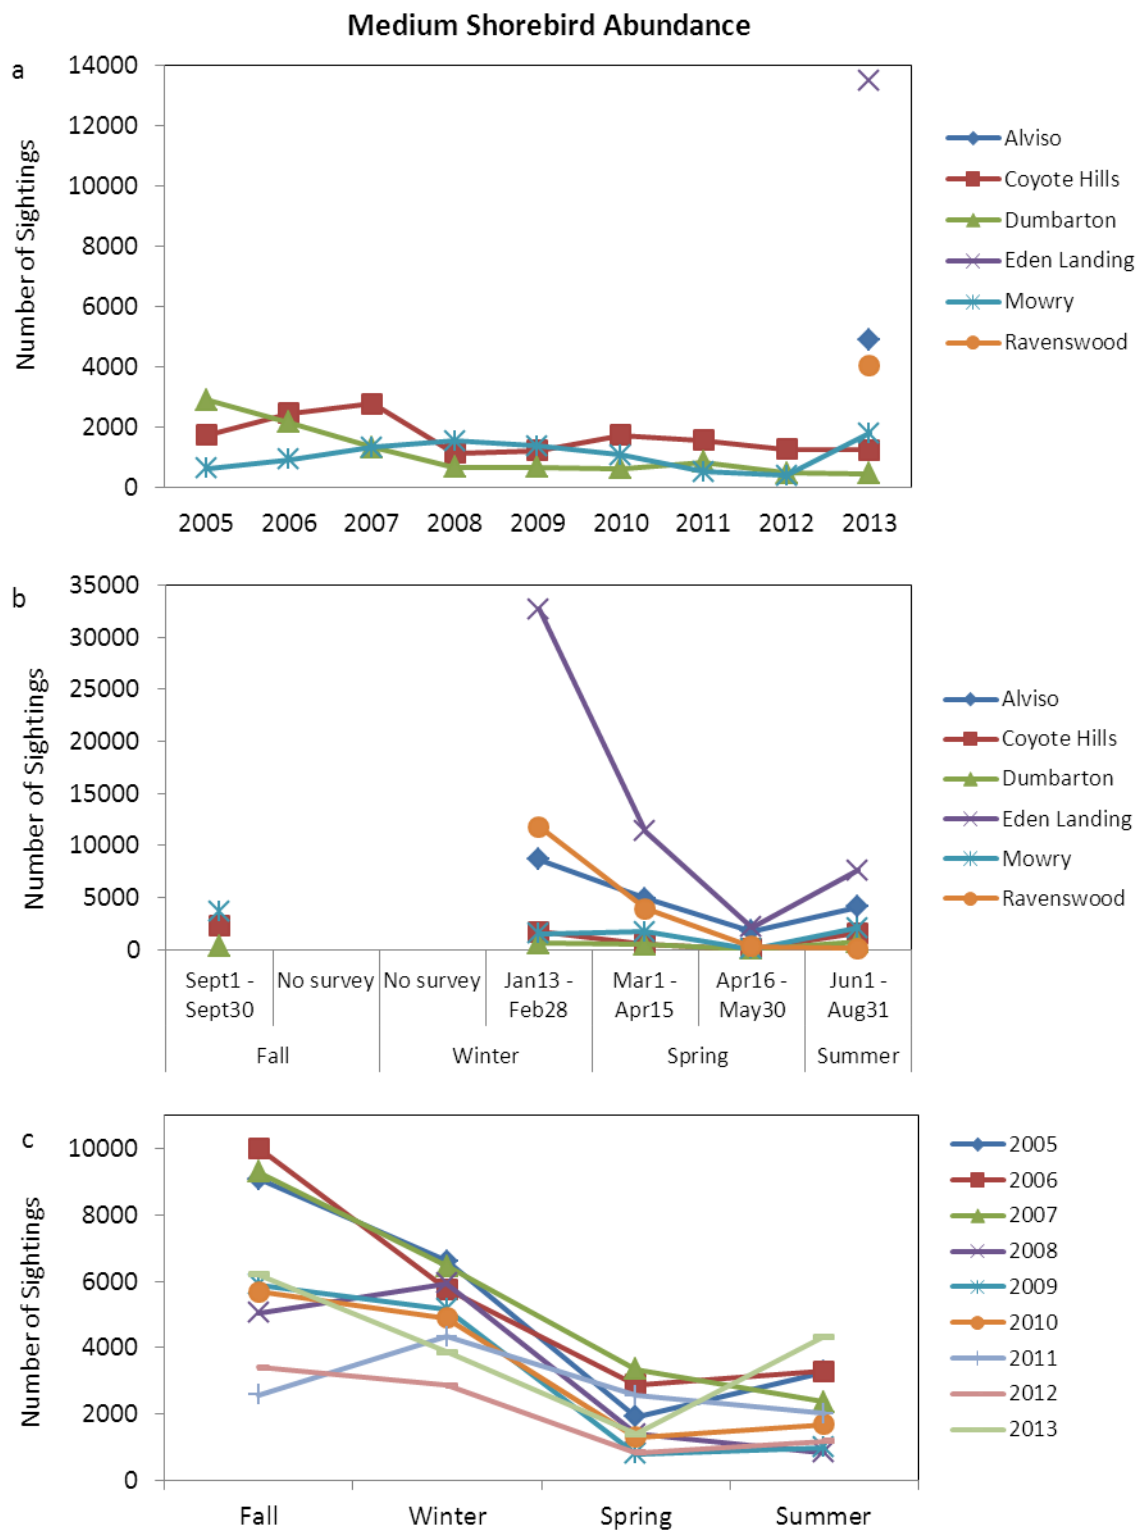 Medium Shorebird Abundance
a
Number of Sightings
14000
12000
10000
8000
6000
4000
2000
0
2005 2006 2007 2008 2009 2010 2011 2012 2013
Alviso
Coyote Hills
Dumbarton
Eden Landing
Mowry
Ravenswood
b
Number of Sightings
35000
30000
25000
20000
15000
10000
5000
0
Sept1 - No survey No survey Jan13 - Mar1 - Apr16 - Jun1 -
Sept30 Feb28 Apr15 May30 Aug31
Fall Winter Spring Summer
Alviso
Coyote Hills
Dumbarton
Eden Landing
Mowry
Ravenswood
c
Number of Sightings
10000
8000
6000
4000
2000
0
Fall Winter Spring Summer
2005
2006
2007
2008
2009
2010
2011
2012
2013